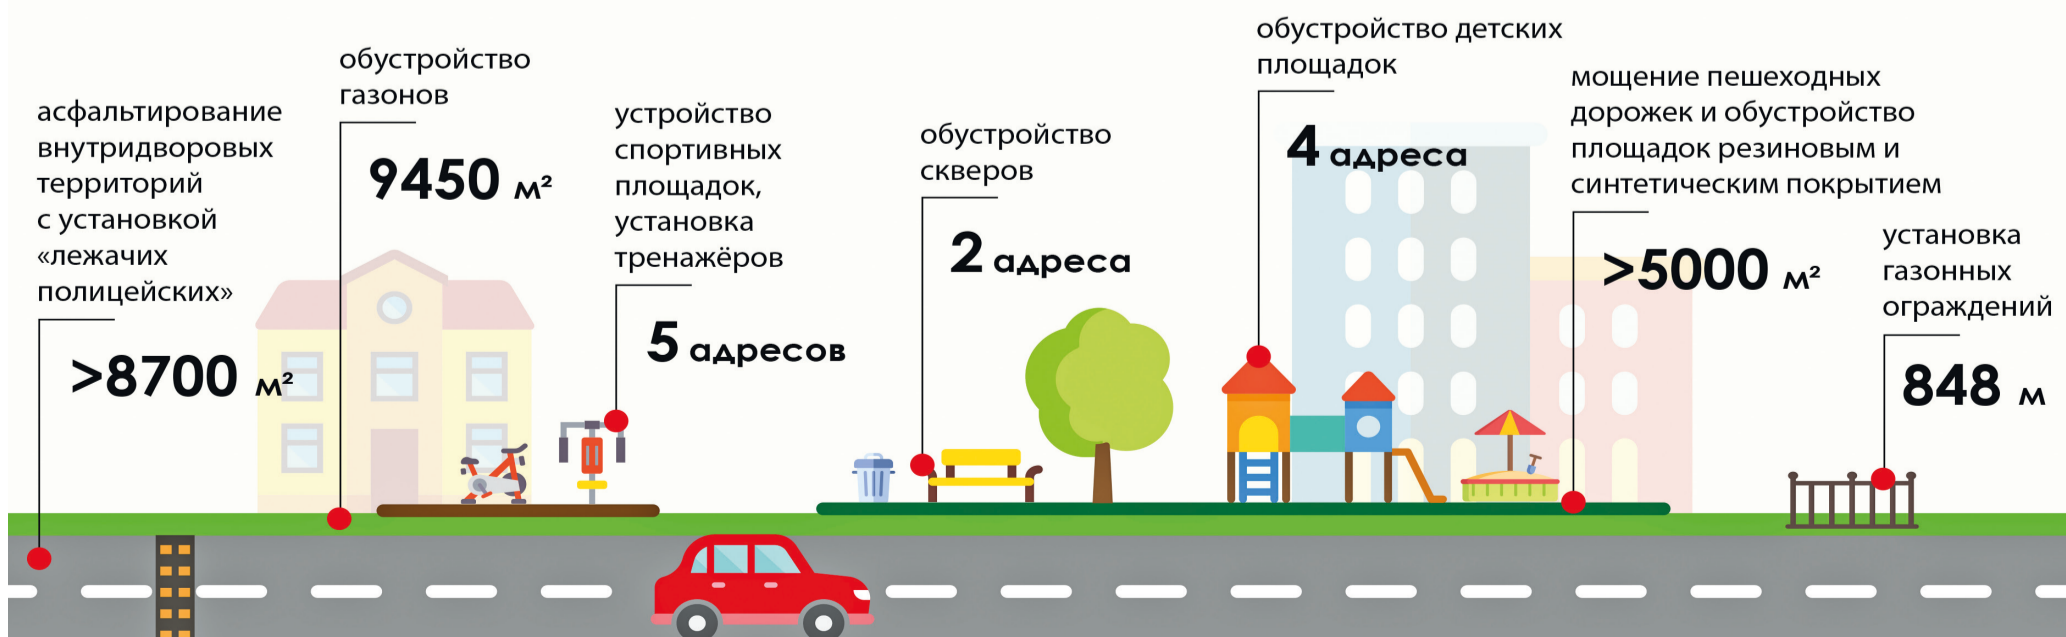 асфальтирование
внутридворовых
территорий
с установкой
«лежачих
полицейских»
>8700 м²
обустройство
газонов
9450 м²
устройство
спортивных
площадок,
установка
тренажёров
5 адресов
обустройство
скверов
2 адреса
обустройство детских
площадок
4 адреса
мощение пешеходных
дорожек и обустройство
площадок резиновым и
синтетическим покрытием
>5000 м²
установка
газонных
ограждений
848 м